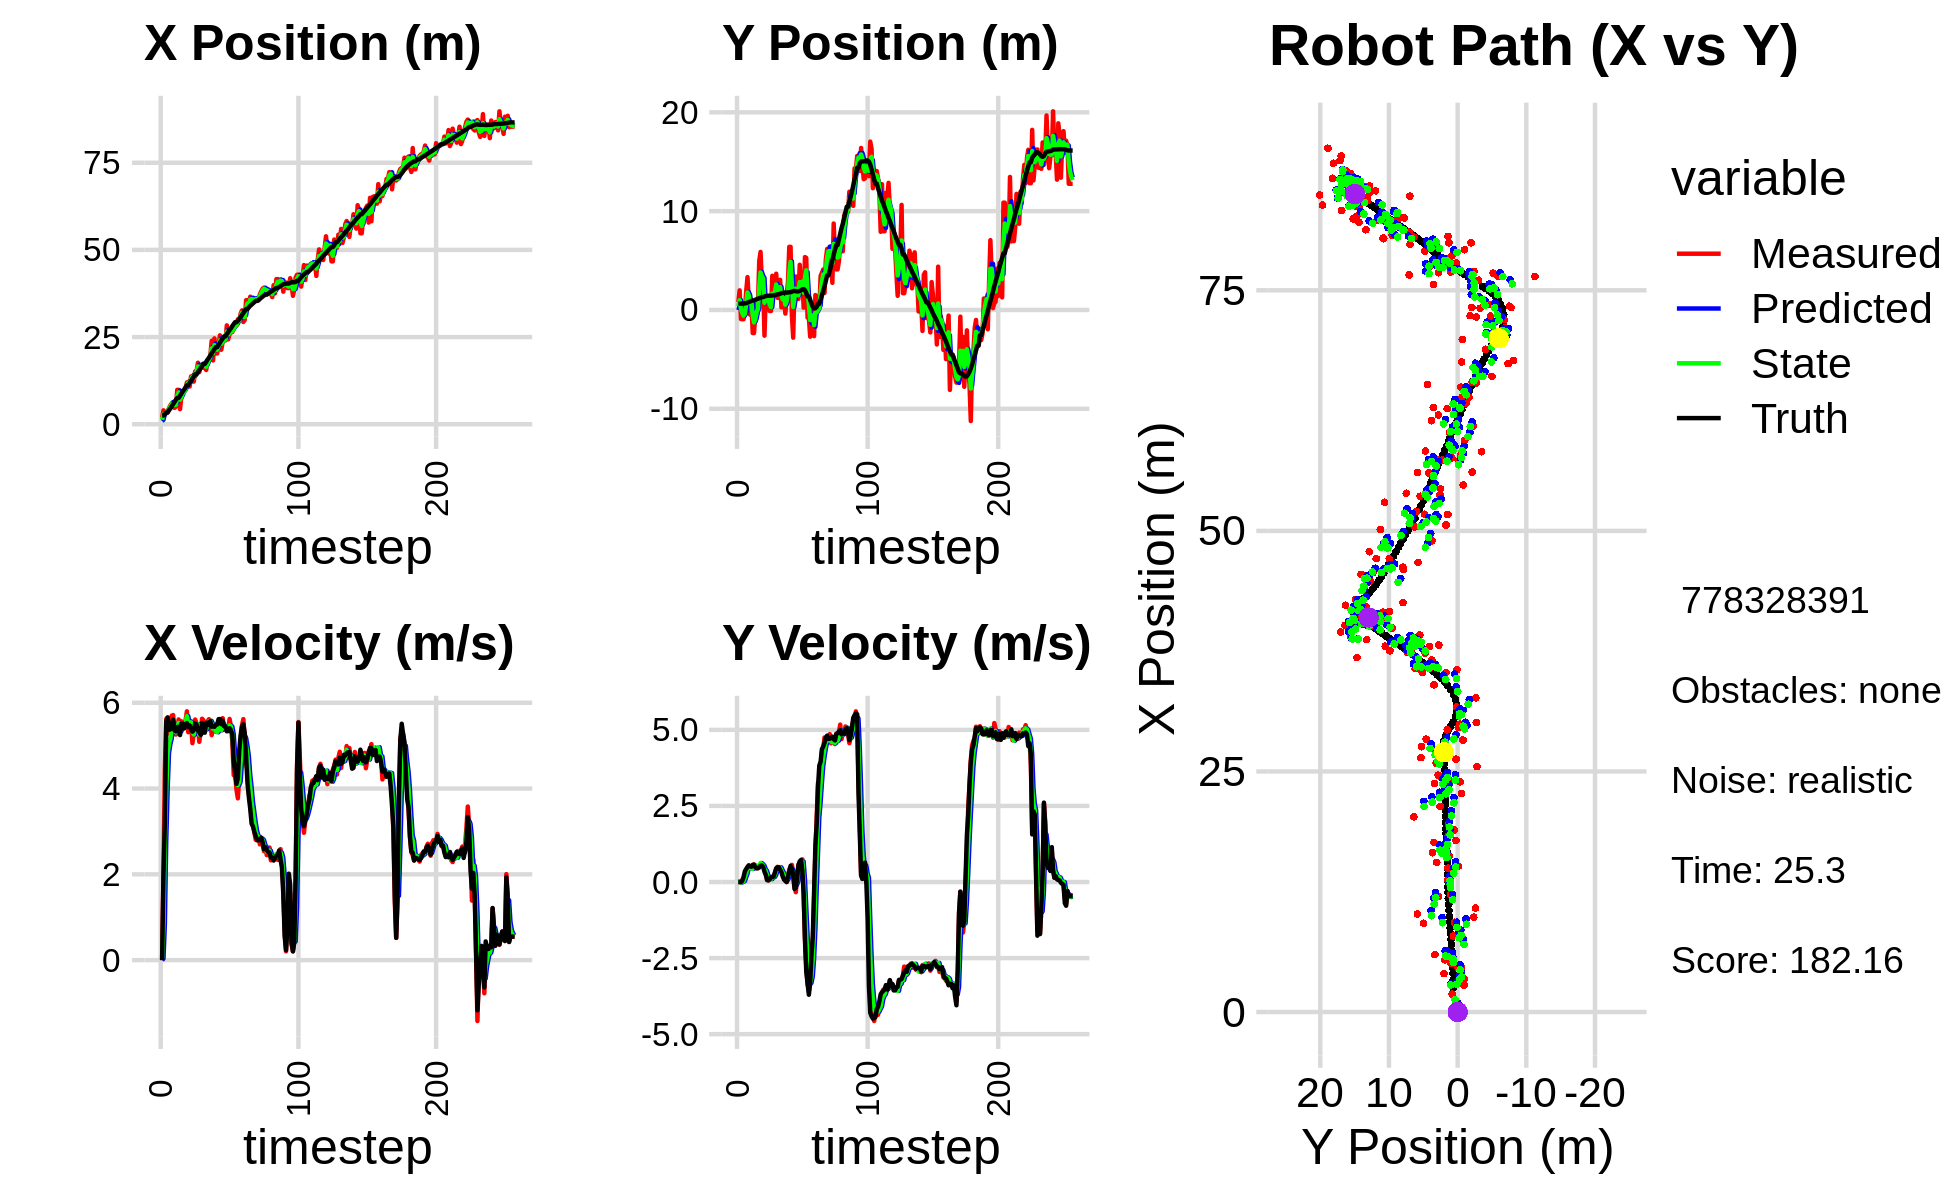 X Position (m)
75
50
25
0
0
100
200
timestep
Y Position (m)
20
10
0
-10
0
100
200
timestep
X Velocity (m/s)
6
4
2
0
0
100
200
timestep
Y Velocity (m/s)
5.0
2.5
0.0
-2.5
-5.0
0
100
200
timestep
Robot Path (X vs Y)
X Position (m)
75
50
25
0
20 10 0 -10 -20
Y Position (m)
variable
Measured
Predicted
State
Truth
778328391
Obstacles: none
Noise: realistic
Time: 25.3
Score: 182.16